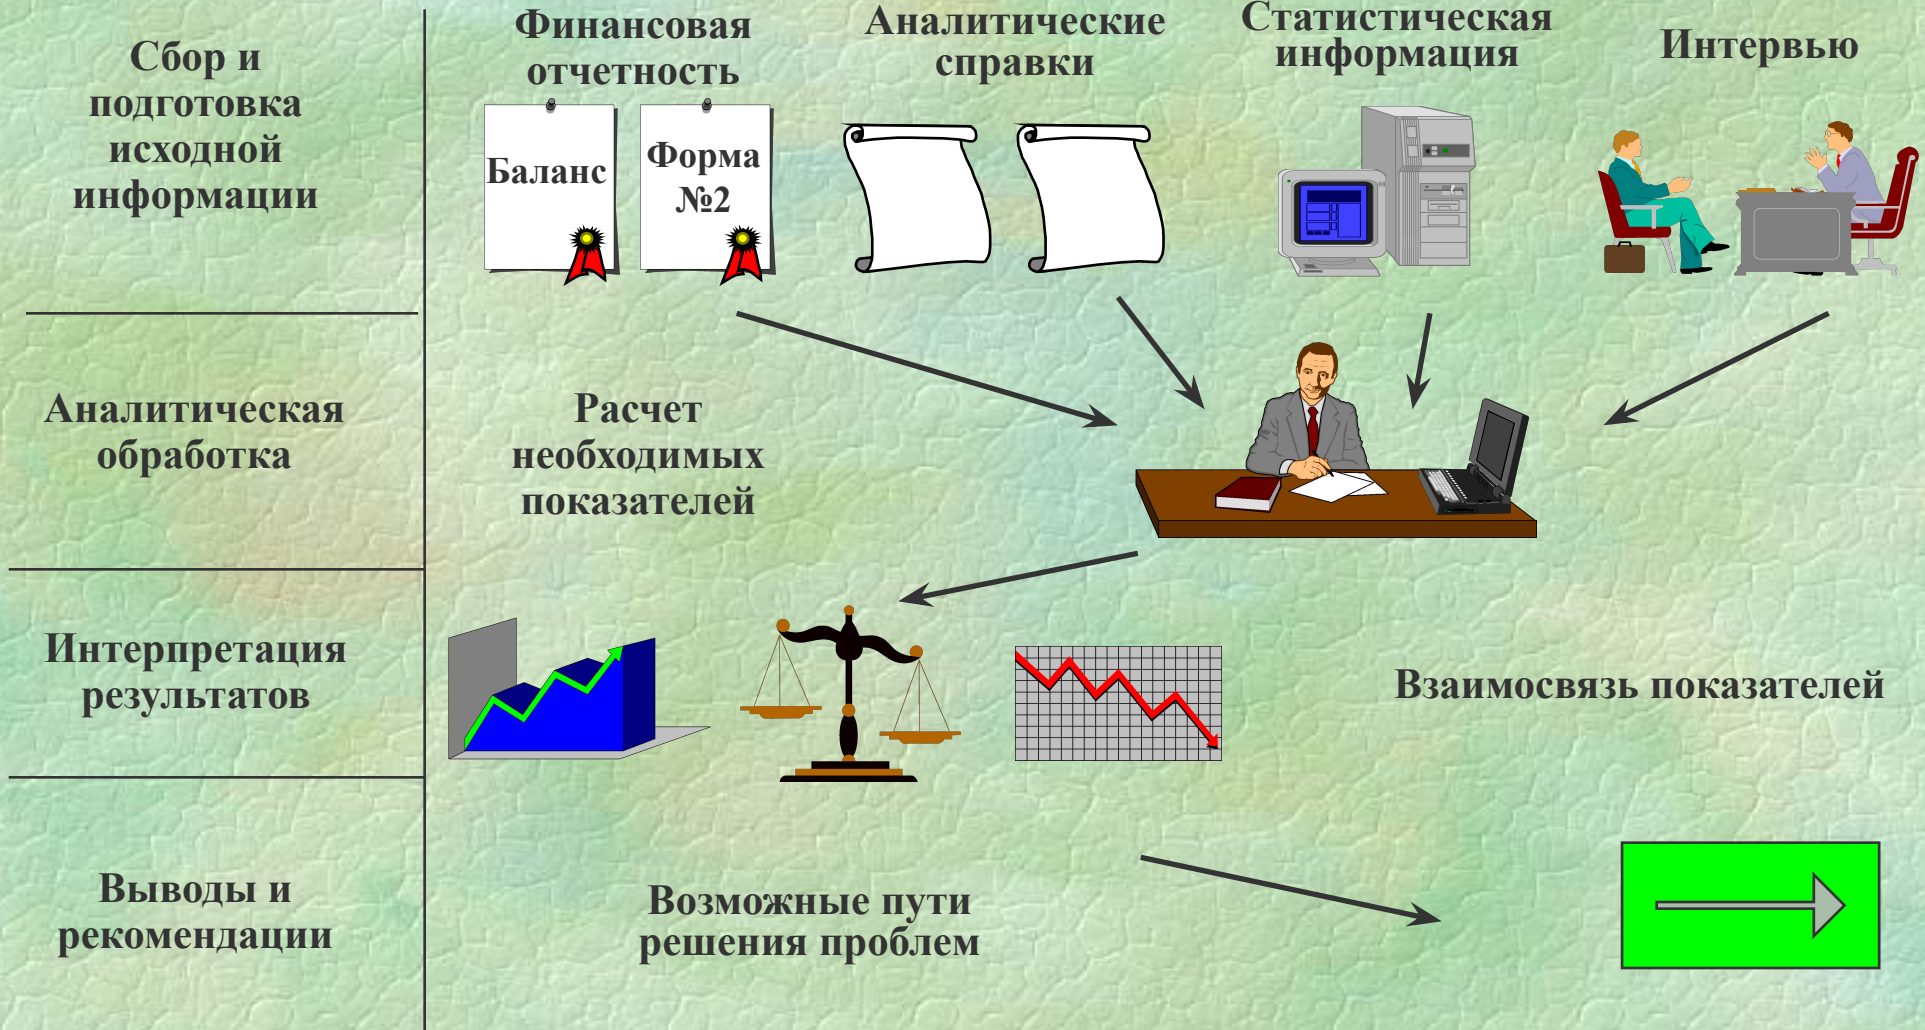 Сбор и
подготовка
исходной
информации
Финансовая
отчетность
Баланс
Форма
№2
Аналитические
справки
Статистическая
информация
Интервью
Аналитическая
обработка
Расчет
необходимых
показателей
Интерпретация
результатов
Взаимосвязь показателей
Выводы и
рекомендации
Возможные пути
решения проблем